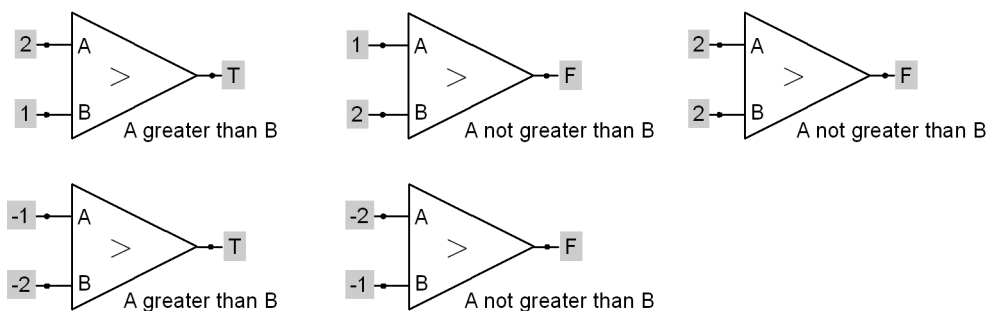 2 A > B 1 T
A greater than B
1 A > B 2 F
A not greater than B
2 A > B 2 F
A not greater than B
-1 A > B -2 T
A greater than B
-2 A > B -1 F
A not greater than B